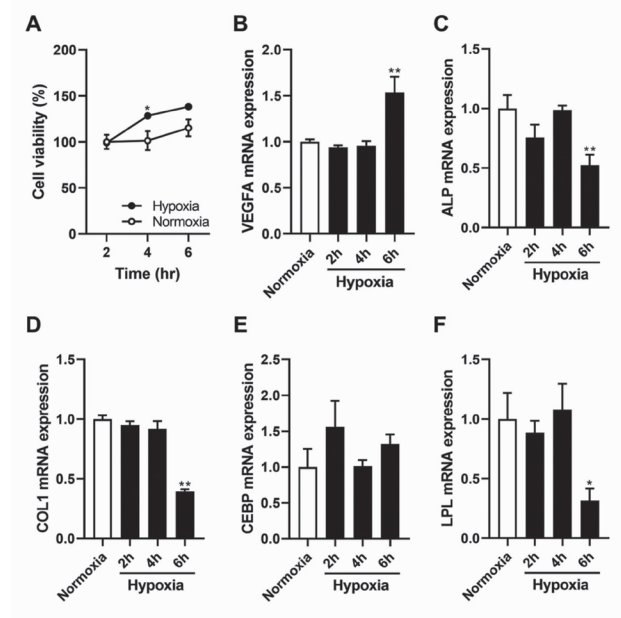 A
Cell viability (%)
200
150
100
50
0
*
Hypoxia
Normoxia
2 4 6
Time (hr)
B
VEGFA mRNA expression
2.0
1.5
1.0
0.5
0.0
**
Normoxia 2h 4h 6h
Hypoxia
C
ALP mRNA expression
1.5
1.0
0.5
0.0
**
Normoxia 2h 4h 6h
Hypoxia
D
COL1 mRNA expression
1.5
1.0
0.5
0.0
**
Normoxia 2h 4h 6h
Hypoxia
E
CEBP mRNA expression
2.5
2.0
1.5
1.0
0.5
0.0
Normoxia 2h 4h 6h
Hypoxia
F
LPL mRNA expression
1.5
1.0
0.5
0.0
*
Normoxia 2h 4h 6h
Hypoxia